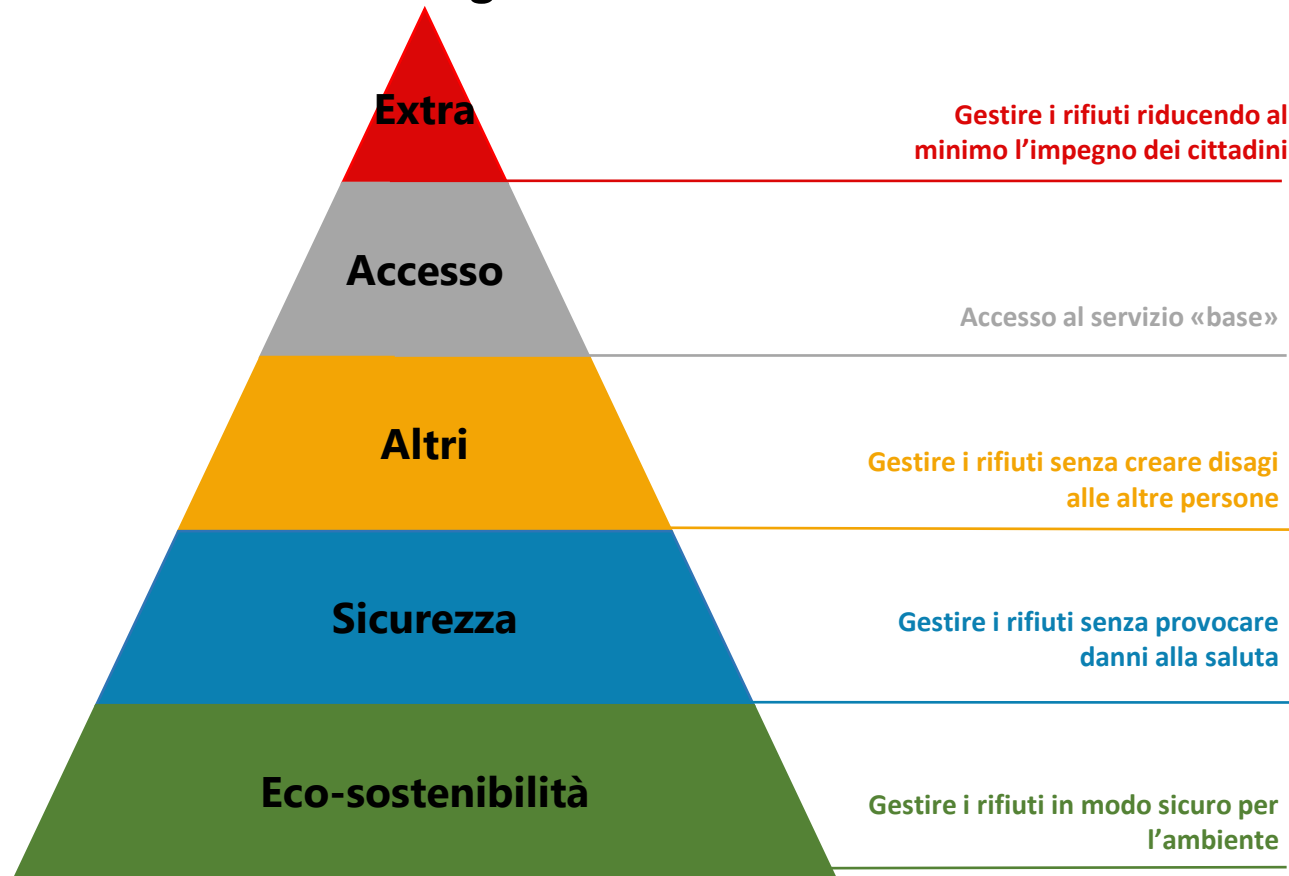 Extra
Gestire i rifiuti riducendo al
minimo l’impegno dei cittadini
Accesso
Accesso al servizio «base»
Altri
Gestire i rifiuti senza creare disagi
alle altre persone
Sicurezza
Gestire i rifiuti senza provocare
danni alla saluta
Eco-sostenibilità
Gestire i rifiuti in modo sicuro per
l’ambiente